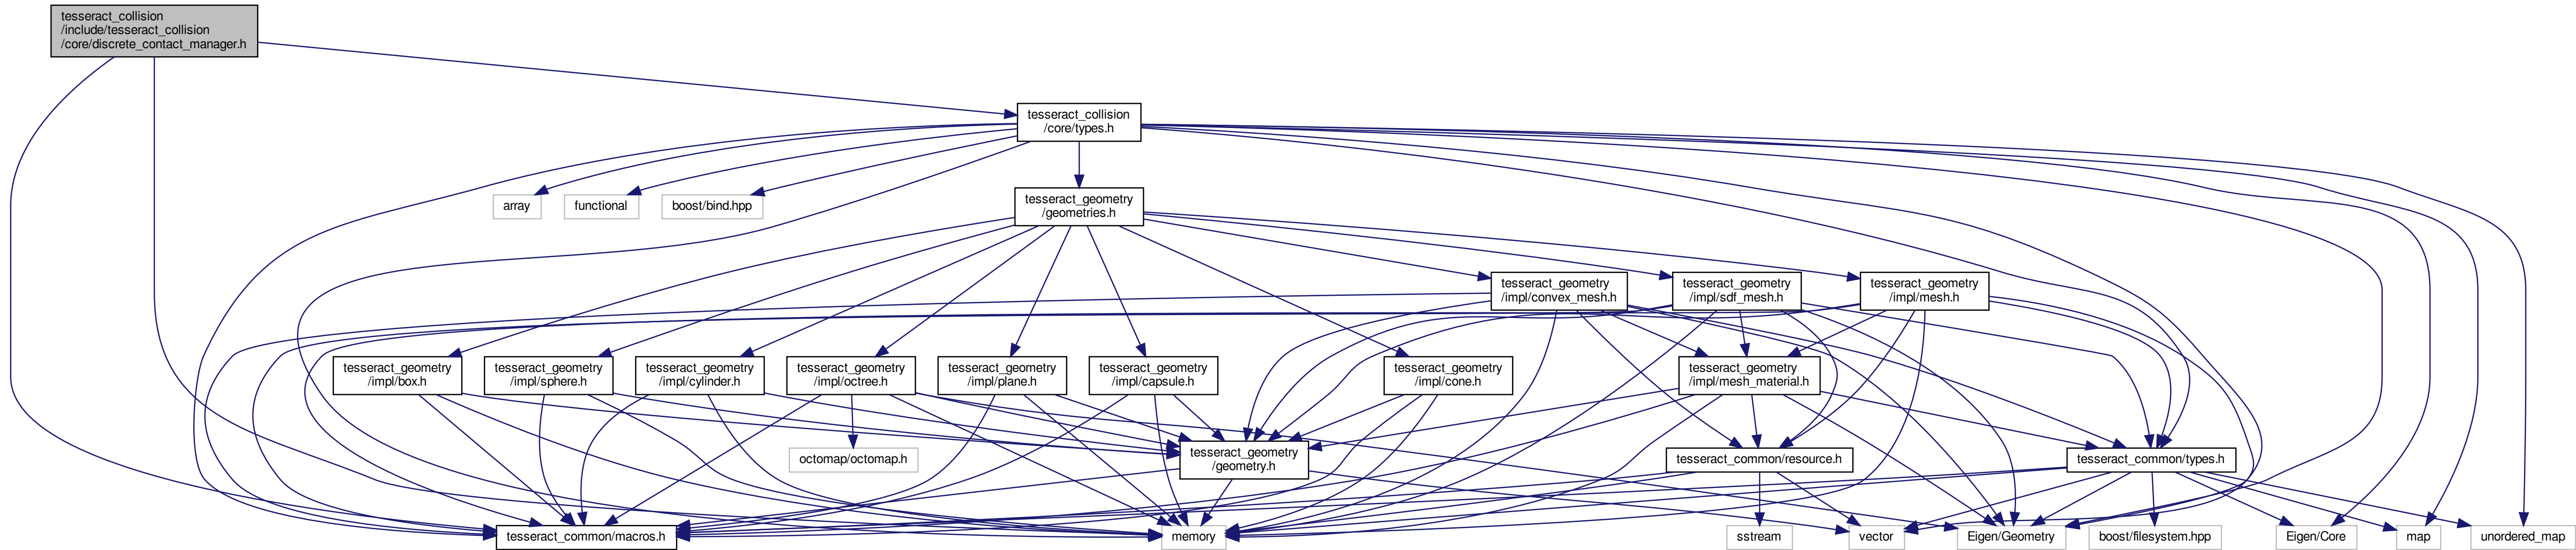 tesseract_collision
/include/tesseract_collision
/core/discrete_contact_manager.h
tesseract_collision
/core/types.h
array
functional
boost/bind.hpp
tesseract_geometry
/geometries.h
tesseract_geometry
/impl/convex_mesh.h
tesseract_geometry
/impl/sdf_mesh.h
tesseract_geometry
/impl/mesh.h
tesseract_geometry
/impl/box.h
tesseract_geometry
/impl/sphere.h
tesseract_geometry
/impl/cylinder.h
tesseract_geometry
/impl/octree.h
tesseract_geometry
/impl/plane.h
tesseract_geometry
/impl/capsule.h
tesseract_geometry
/impl/cone.h
tesseract_geometry
/impl/mesh_material.h
octomap/octomap.h
tesseract_geometry
/geometry.h
tesseract_common/resource.h
tesseract_common/types.h
tesseract_common/macros.h
memory
sstream
vector
Eigen/Geometry
boost/filesystem.hpp
Eigen/Core
map
unordered_map